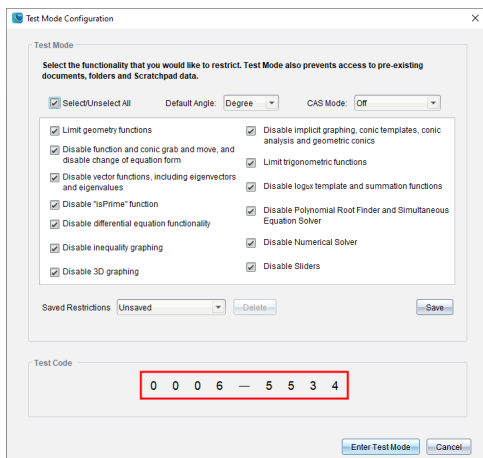 Test Mode Configuration
Test Mode
Select the functionality that you would like to restrict. Test Mode also prevents access to pre-existing
documents, folders and Scratchpad data.
Select/Unselect All Default Angle: Degree CAS Mode: Off
Limit geometry functions
Disable function and conic grab and move, and
disable change of equation form
Disable vector functions, including eigenvectors
and eigenvalues
Disable "isPrime" function
Disable differential equation functionality
Disable inequality graphing
Disable 3D graphing
Disable implicit graphing, conic templates, conic
analysis and geometric conics
Limit trigonometric functions
Disable logbx template and summation functions
Disable Polynomial Root Finder and Simultaneous
Equation Solver
Disable Numerical Solver
Disable Sliders
Saved Restrictions Unsaved Delete Save
Test Code
0 0 0 6 — 5 5 3 4
Enter Test Mode Cancel